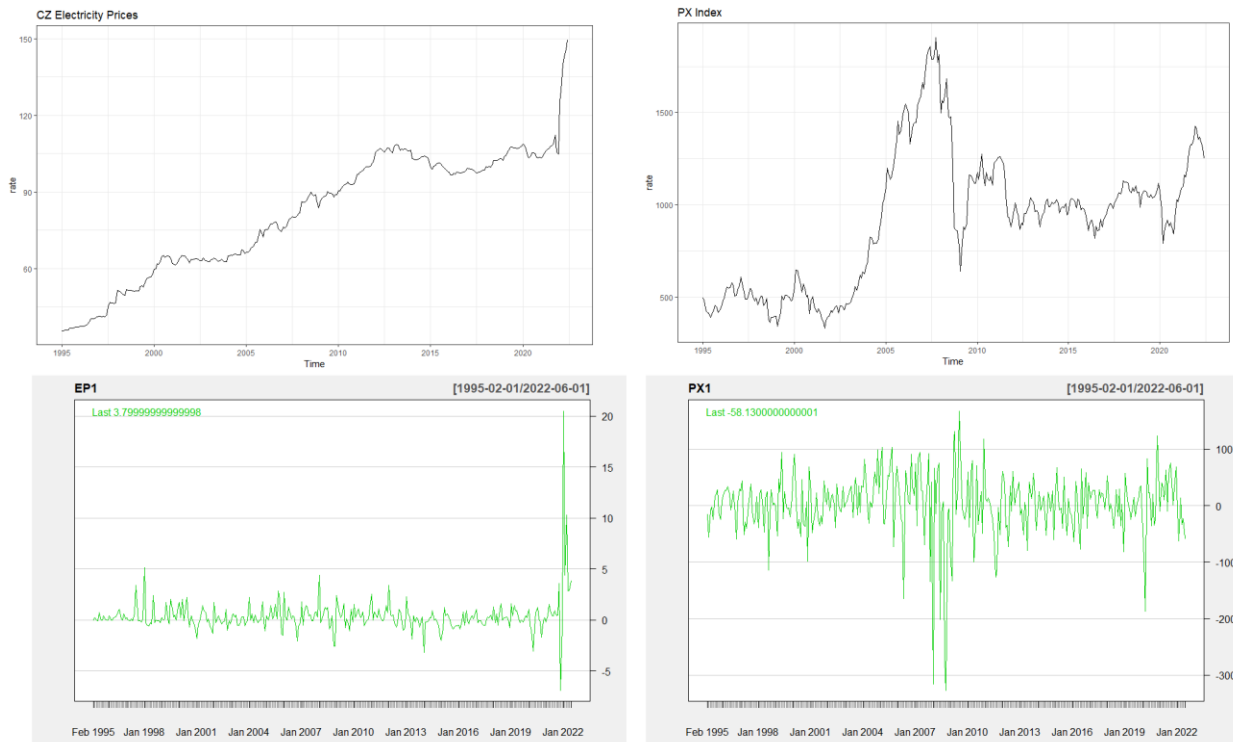 CZ Electricity Prices
150
120
90
60
rate
1995 2000 2005 2010 2015 2020
Time
PX Index
1500
1000
500
rate
1995 2000 2005 2010 2015 2020
Time
EP1 [1995-02-01/2022-06-01]
Last 3.79999999999998
20
15
10
5
0
-5
Feb 1995 Jan 1998 Jan 2001 Jan 2004 Jan 2007 Jan 2010 Jan 2013 Jan 2016 Jan 2019 Jan 2022
PX1 [1995-02-01/2022-06-01]
Last -58.1300000000001
100
0
-100
-200
-300
Feb 1995 Jan 1998 Jan 2001 Jan 2004 Jan 2007 Jan 2010 Jan 2013 Jan 2016 Jan 2019 Jan 2022